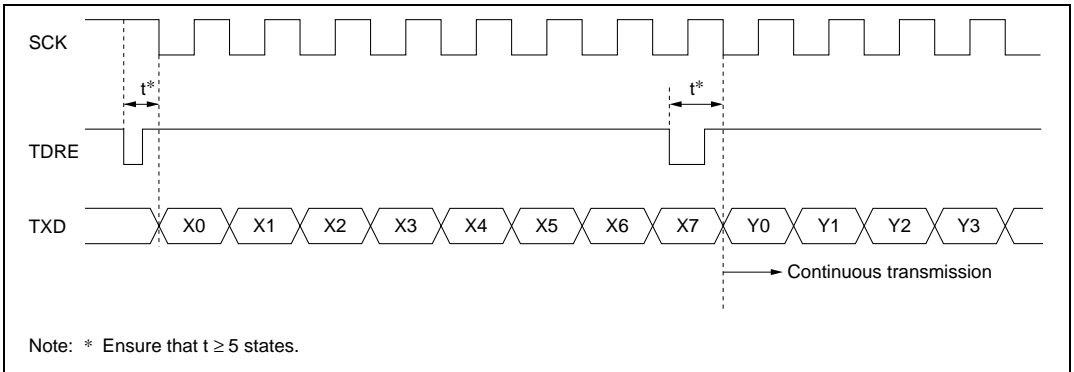 SCK
t* t*
TDRE
TXD X0 X1 X2 X3 X4 X5 X6 X7 Y0 Y1 Y2 Y3
Continuous transmission
Note: * Ensure that t ≥ 5 states.